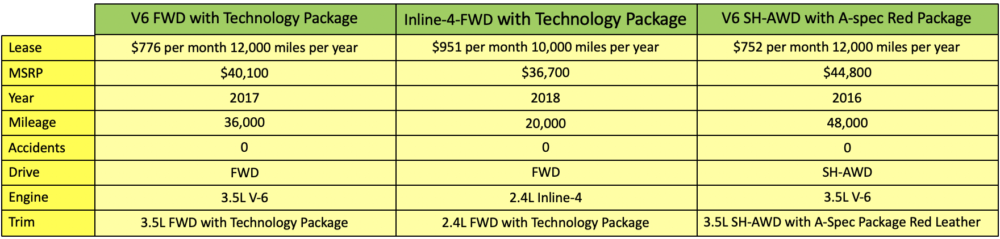 V6 FWD with Technology Package Inline-4-FWD with Technology Package V6 SH-AWD with A-spec Red Package
Lease $776 per month 12,000 miles per year $951 per month 10,000 miles per year $752 per month 12,000 miles per year
MSRP $40,100 $36,700 $44,800
Year 2017 2018 2016
Mileage 36,000 20,000 48,000
Accidents 0 0 0
Drive FWD FWD SH-AWD
Engine 3.5L V-6 2.4L Inline-4 3.5L V-6
Trim 3.5L FWD with Technology Package 2.4L FWD with Technology Package 3.5L SH-AWD with A-Spec Package Red Leather